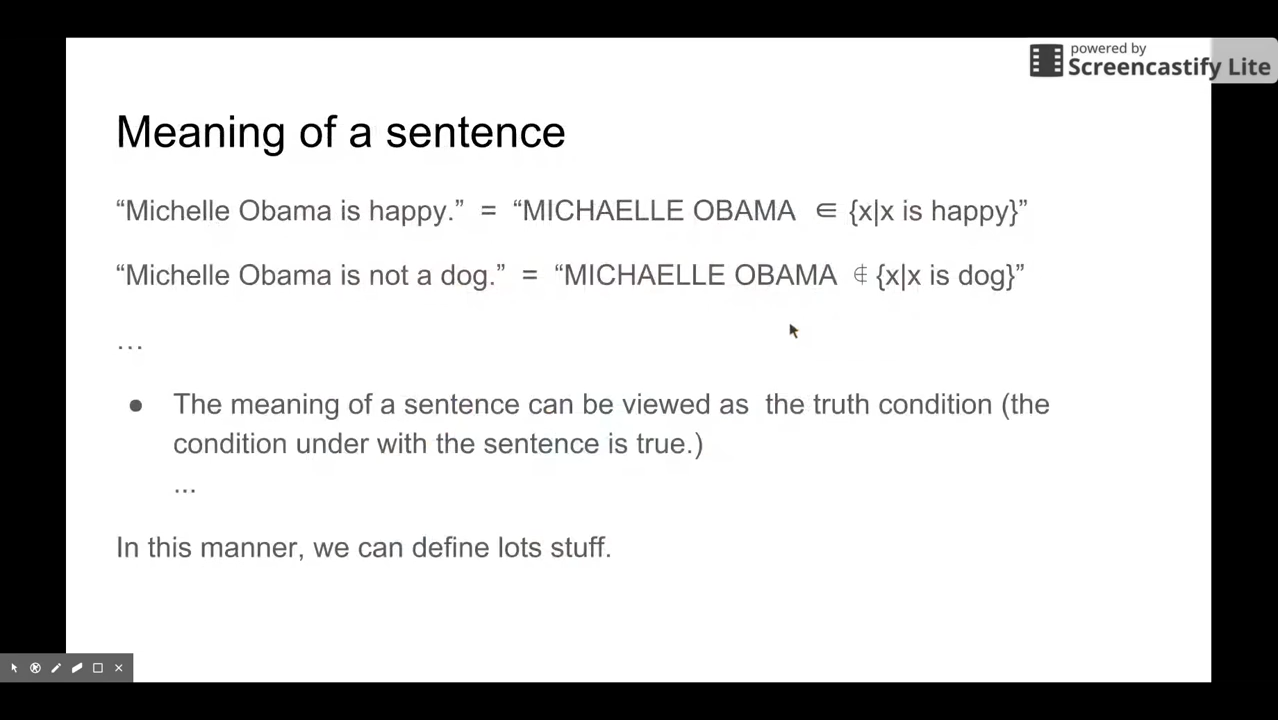 powered by
Screencastify Lite
Meaning of a sentence
“Michelle Obama is happy.” = “MICHAELLE OBAMA ∈ {x|x is happy}”
“Michelle Obama is not a dog.” = “MICHAELLE OBAMA ∉ {x|x is dog}”
…
● The meaning of a sentence can be viewed as the truth condition (the
condition under with the sentence is true.)
...
In this manner, we can define lots stuff.